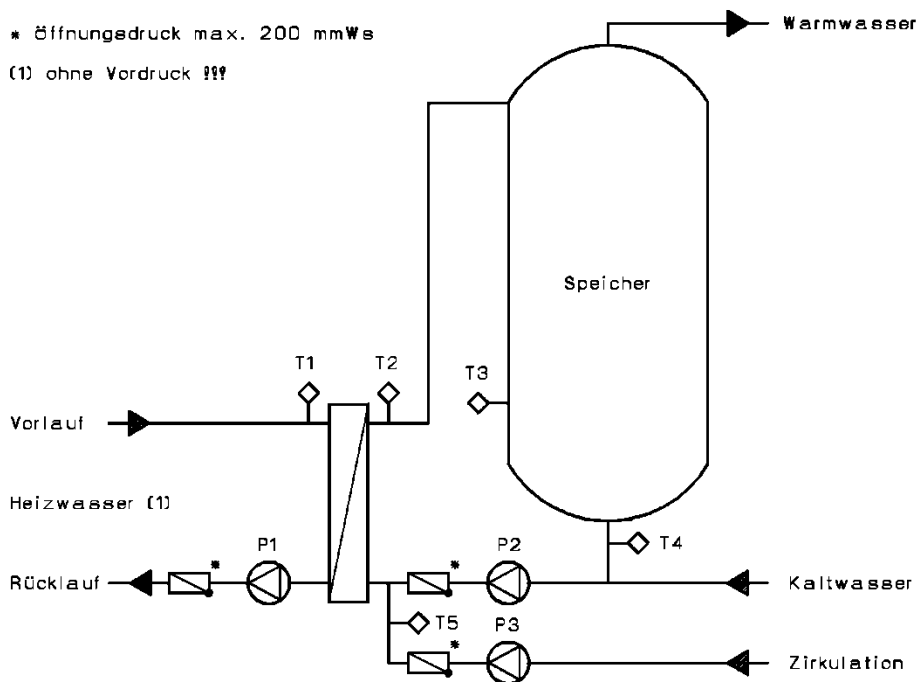 * Öffnungsdruck max. 200 mmWs
(1) ohne Vordruck !!!
Warmwasser
Speicher
T1
T2
T3
Vorlauf
Heizwasser (1)
T4
P1
*
*
P2
Rücklauf
Kaltwasser
T5
*
P3
Zirkulation